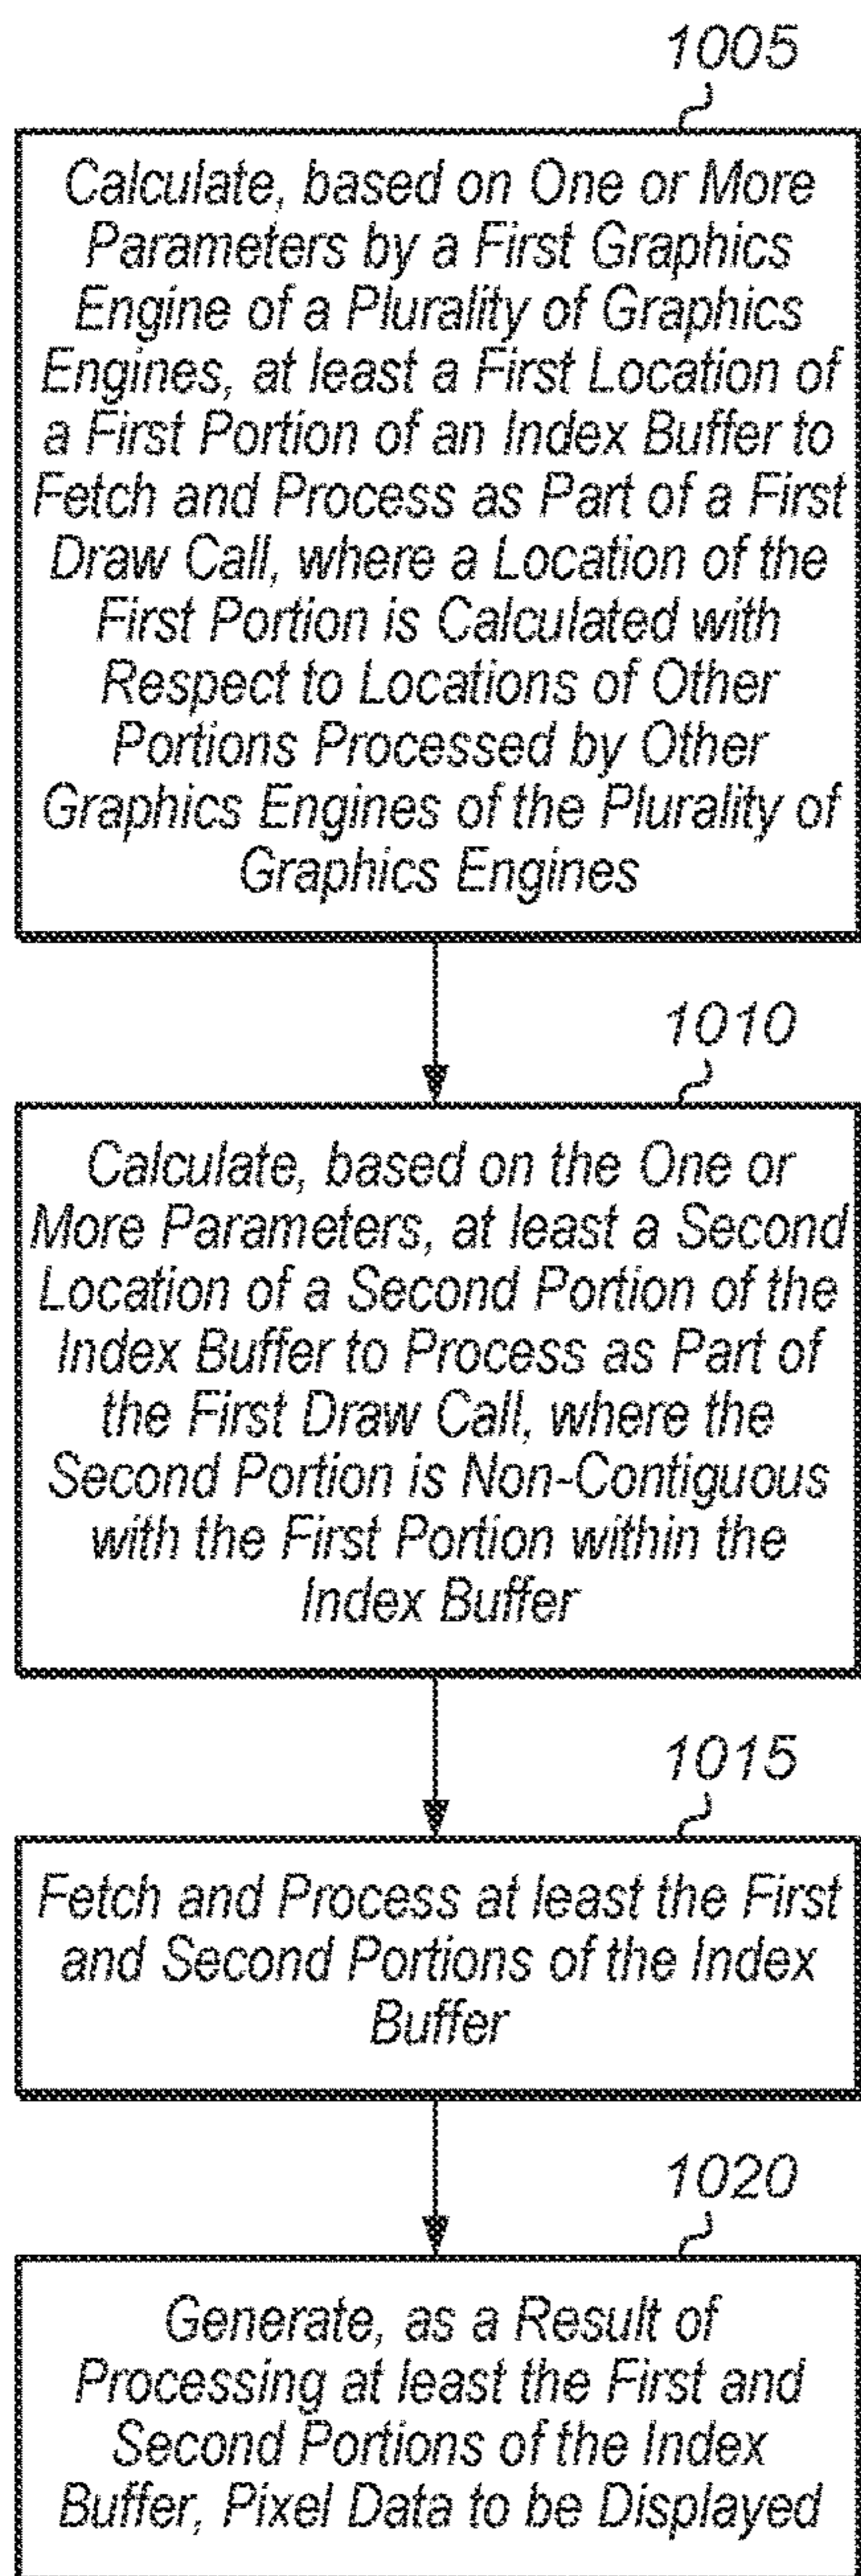 1005
Calculate, based on One or More
Parameters by a First Graphics
Engine of a Plurality of Graphics
Engines, at least a First Location of
a First Portion of an Index Buffer to
Fetch and Process as Part of a First
Draw Call, where a Location of the
First Portion is Calculated with
Respect to Locations of Other
Portions Processed by Other
Graphics Engines of the Plurality of
Graphics Engines
1010
Calculate, based on the One or
More Parameters, at least a Second
Location of a Second Portion of the
Index Buffer to Process as Part of
the First Draw Call, where the
Second Portion is Non-Contiguous
with the First Portion within the
Index Buffer
1015
Fetch and Process at least the First
and Second Portions of the Index
Buffer
1020
Generate, as a Result of
Processing at least the First and
Second Portions of the Index
Buffer, Pixel Data to be Displayed